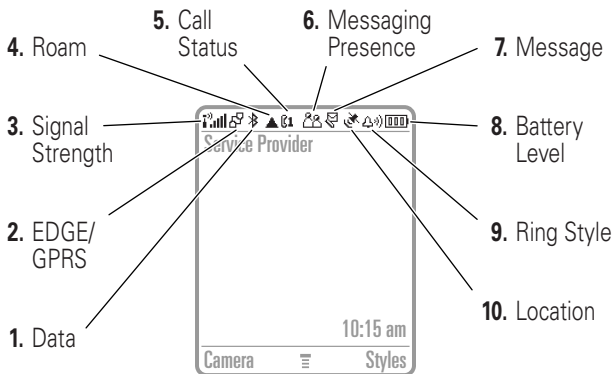 5. Call Status
6. Messaging Presence
4. Roam
7. Message
3. Signal Strength
8. Battery Level
Service Provider
2. EDGE/ GPRS
9. Ring Style
10. Location
1. Data
10:15 am
Camera
Styles